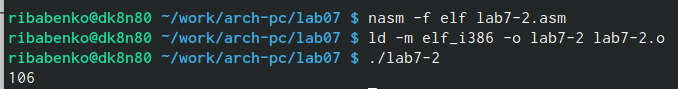 ribabenko@dk8n80 ~/work/arch-pc/lab07 $ nasm -f elf lab7-2.asm
ribabenko@dk8n80 ~/work/arch-pc/lab07 $ ld -m elf_i386 -o lab7-2 lab7-2.o
ribabenko@dk8n80 ~/work/arch-pc/lab07 $ ./lab7-2
106